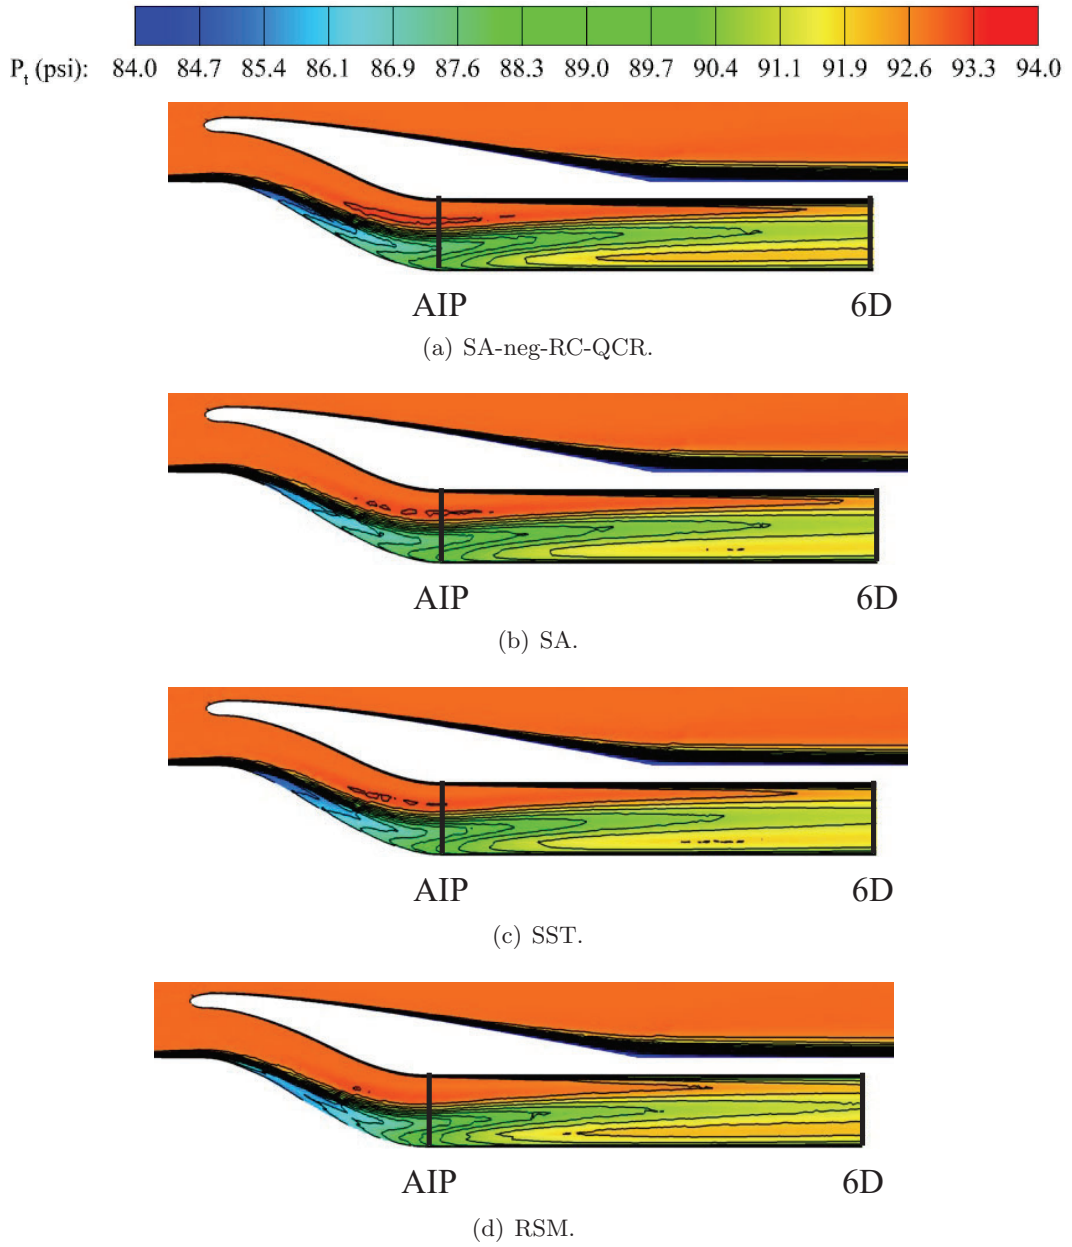 P_t (psi): 84.0 84.7 85.4 86.1 86.9 87.6 88.3 89.0 89.7 90.4 91.1 91.9 92.6 93.3 94.0
AIP 6D
(a) SA-neg-RC-QCR.
AIP 6D
(b) SA.
AIP 6D
(c) SST.
AIP 6D
(d) RSM.